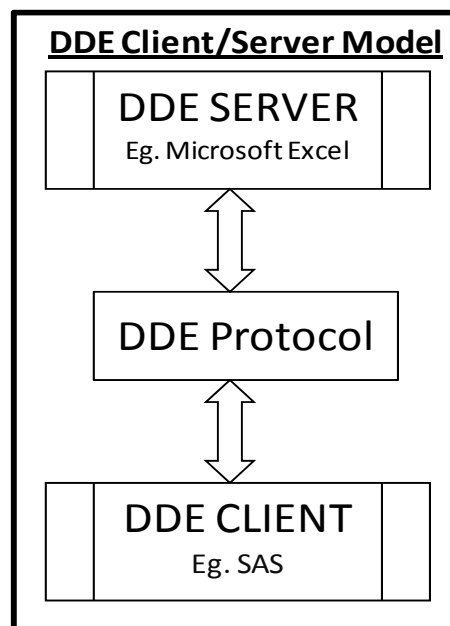 DDE Client/Server Model
DDE SERVER
Eg. Microsoft Excel
DDE Protocol
DDE CLIENT
Eg. SAS